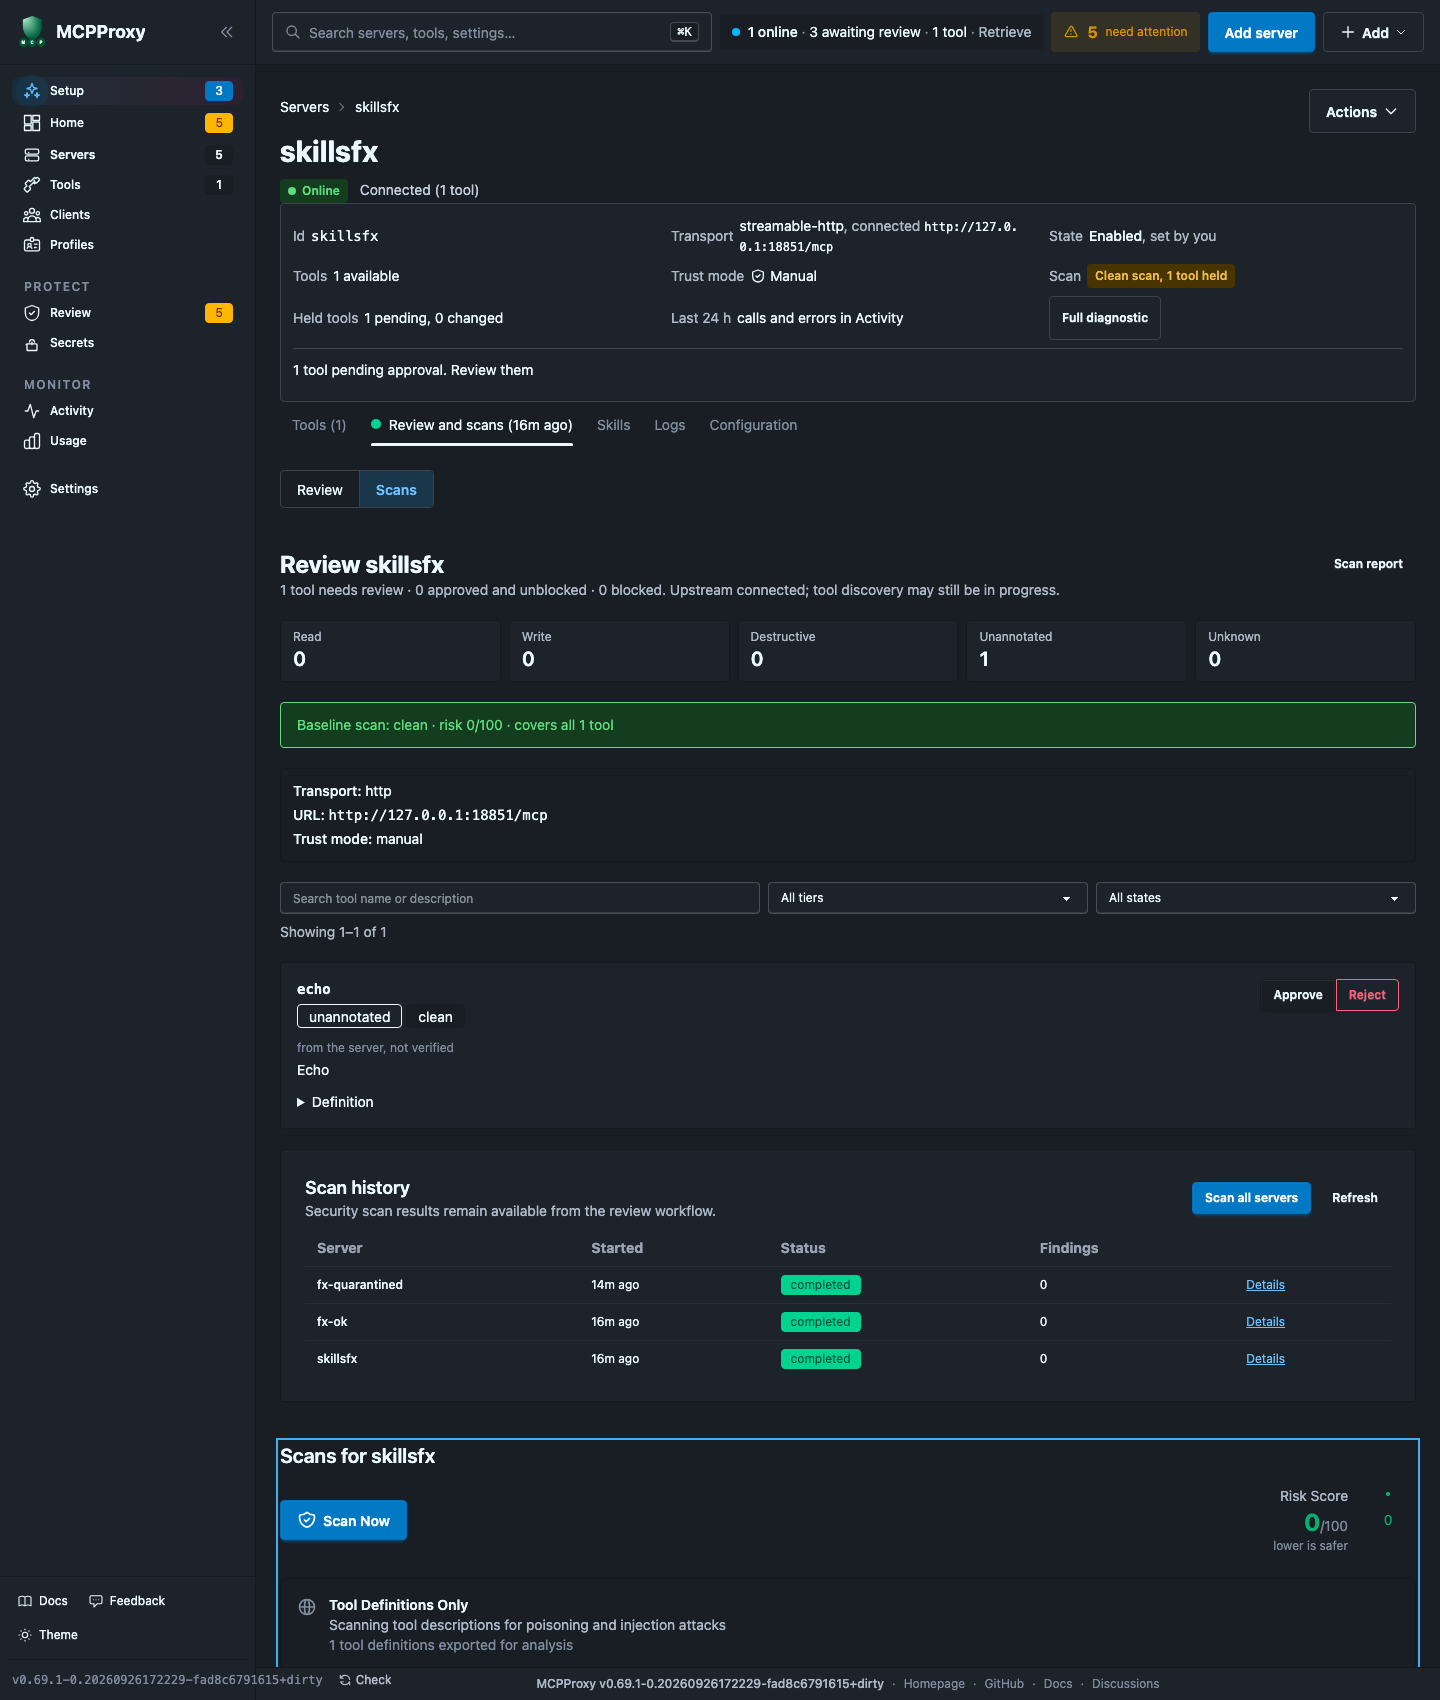 MCPProxy
Search servers, tools, settings...
⌘K
1 online · 3 awaiting review · 1 tool · Retrieve
5 need attention
Add server
Add
Setup 3
Home 5
Servers 5
Tools 1
Clients
Profiles
PROTECT
Review 5
Secrets
MONITOR
Activity
Usage
Settings
Servers > skillsfx
Actions
skillsfx
Online Connected (1 tool)
Id skillsfx
Transport streamable-http, connected http://127.0.0.1:18851/mcp
State Enabled, set by you
Tools 1 available
Trust mode Manual
Scan Clean scan, 1 tool held
Held tools 1 pending, 0 changed
Last 24 h calls and errors in Activity
Full diagnostic
1 tool pending approval. Review them
Tools (1)
Review and scans (16m ago)
Skills
Logs
Configuration
Review
Scans
Review skillsfx
Scan report
1 tool needs review · 0 approved and unblocked · 0 blocked. Upstream connected; tool discovery may still be in progress.
Read
0
Write
0
Destructive
0
Unannotated
1
Unknown
0
Baseline scan: clean · risk 0/100 · covers all 1 tool
Transport: http
URL: http://127.0.0.1:18851/mcp
Trust mode: manual
Search tool name or description
All tiers
All states
Showing 1–1 of 1
echo
Approve
Reject
unannotated
clean
from the server, not verified
Echo
Definition
Scan history
Security scan results remain available from the review workflow.
Scan all servers
Refresh
Server Started Status Findings
fx-quarantined 14m ago completed 0 Details
fx-ok 16m ago completed 0 Details
skillsfx 16m ago completed 0 Details
Scans for skillsfx
Scan Now
Risk Score
0/100
lower is safer
0
Tool Definitions Only
Scanning tool descriptions for poisoning and injection attacks
1 tool definitions exported for analysis
Docs
Feedback
Theme
v0.69.1-0.20260926172229-fad8c6791615+dirty
Check
MCPProxy v0.69.1-0.20260926172229-fad8c6791615+dirty · Homepage · GitHub · Docs · Discussions